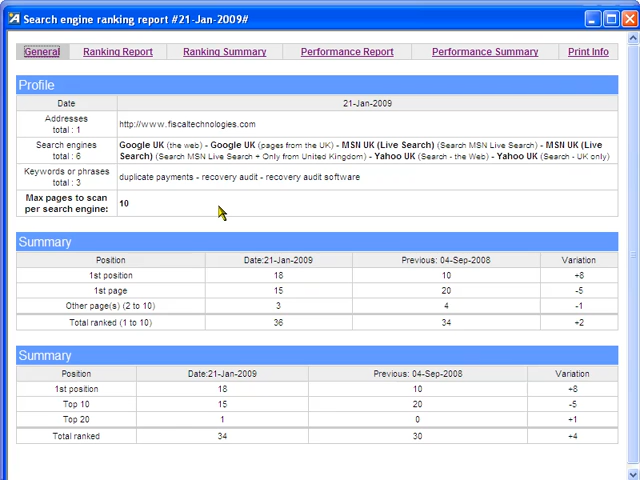 Search engine ranking report #21-Jan-2009#
General Ranking Report Ranking Summary Performance Report Performance Summary Print Info
Profile
Date 21-Jan-2009
Addresses
total : 1
http://www.fiscaltechnologies.com
Search engines
total : 6
Google UK (the web) - Google UK (pages from the UK) - MSN UK (Live Search) (Search MSN Live Search) - MSN UK (Live
Search) (Search MSN Live Search + Only from United Kingdom) - Yahoo UK (Search - the Web) - Yahoo UK (Search - UK only)
Keywords or phrases
total : 3
duplicate payments - recovery audit - recovery audit software
Max pages to scan
per search engine:
10
Summary
Position Date:21-Jan-2009 Previous: 04-Sep-2008 Variation
1st position 18 10 +8
1st page 15 20 -5
Other page(s) (2 to 10) 3 4 -1
Total ranked (1 to 10) 36 34 +2
Summary
Position Date:21-Jan-2009 Previous: 04-Sep-2008 Variation
1st position 18 10 +8
Top 10 15 20 -5
Top 20 1 0 +1
Total ranked 34 30 +4